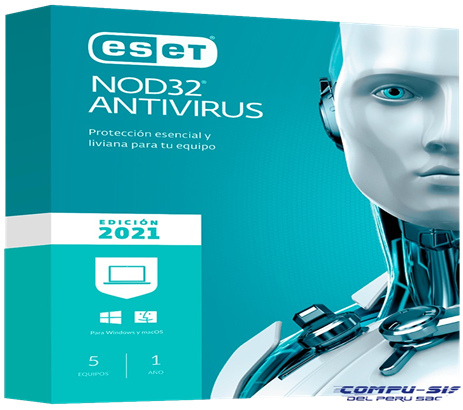 eset
NOD32®
ANTIVIRUS
Protección esencial y
liviana para tu equipo
EDICIÓN
2021
Para Windows y macOS
5
EQUIPOS
1
AÑO
COMPU-SIS
DEL PERU SAC